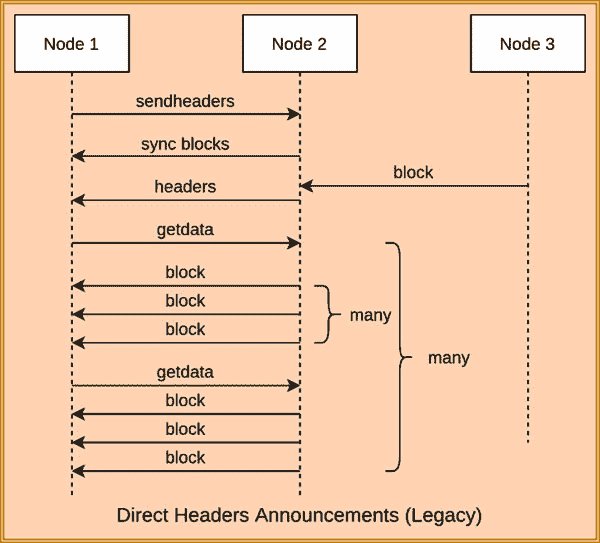 Node 1
Node 2
Node 3
sendheaders
sync blocks
block
headers
getdata
block
block
many
block
many
getdata
block
block
block
Direct Headers Announcements (Legacy)